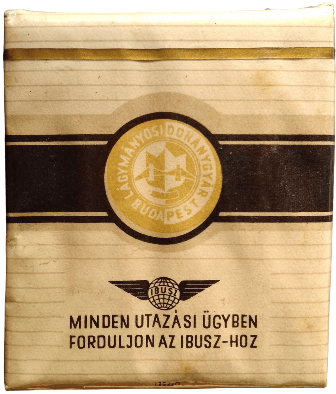 LÁGYMÁNYOSI DOHÁNYGYÁR
BUDAPEST
IBUSZ
MINDEN UTAZÁSI ÜGYBEN
FORDULJON AZ IBUSZ-HOZ